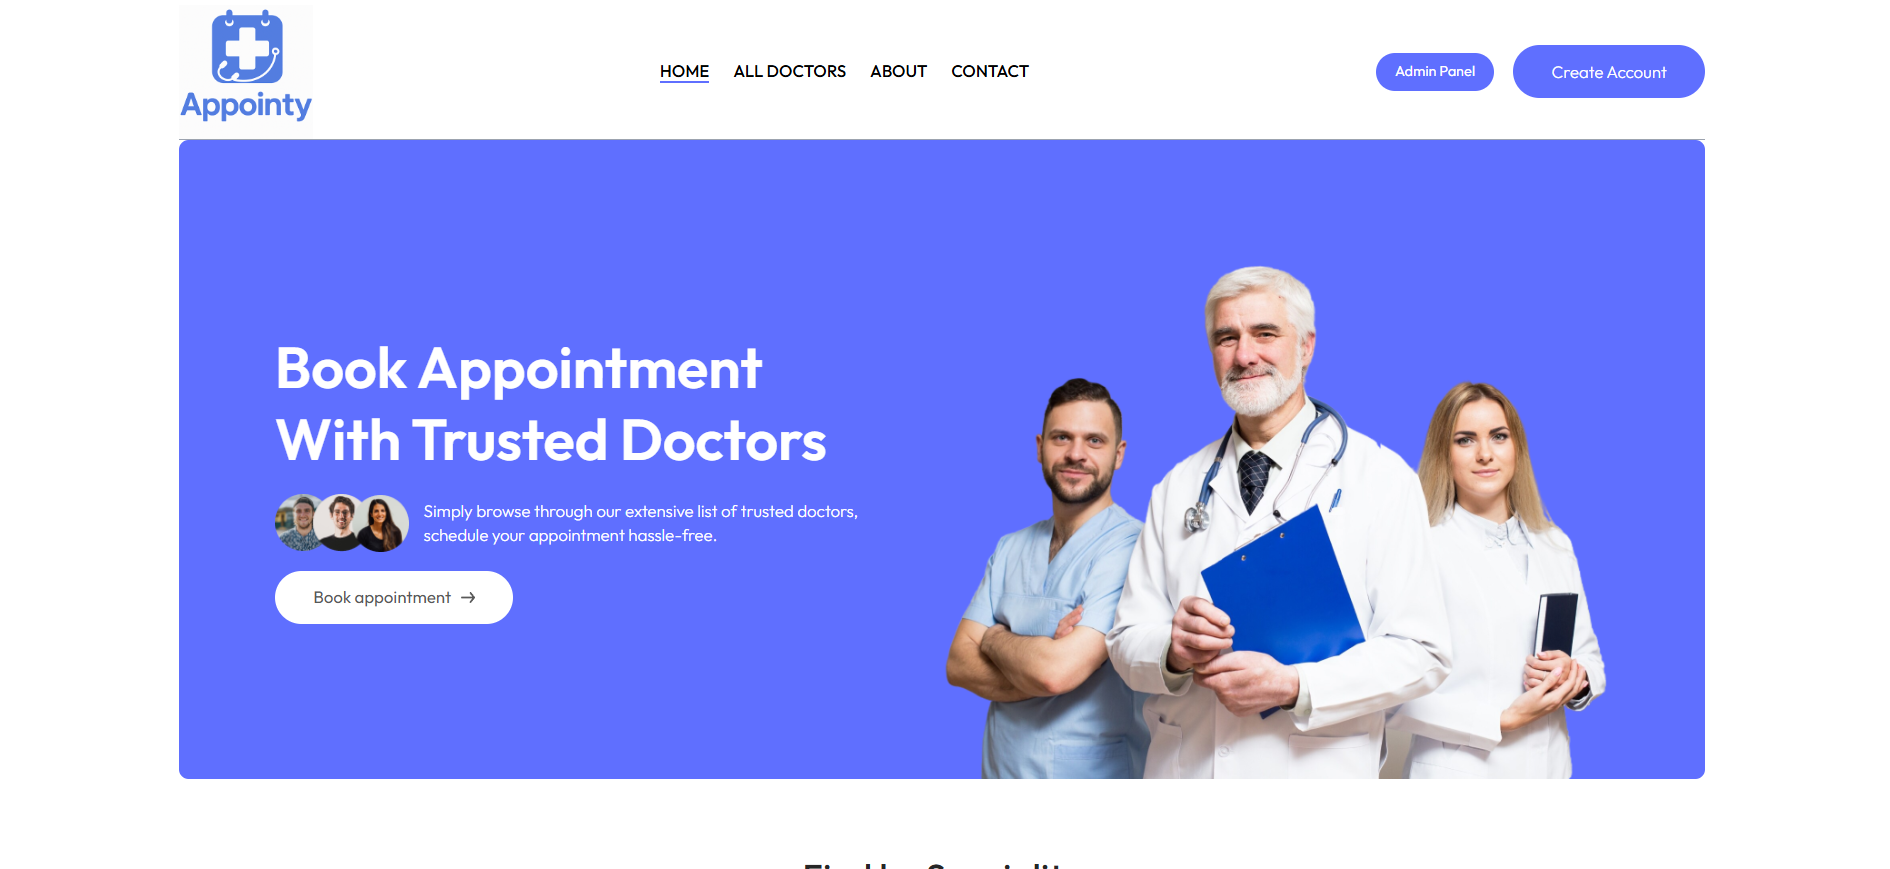 Appointy
HOME
ALL DOCTORS
ABOUT
CONTACT
Admin Panel
Create Account
Book Appointment
With Trusted Doctors
Simply browse through our extensive list of trusted doctors,
schedule your appointment hassle-free.
Book appointment